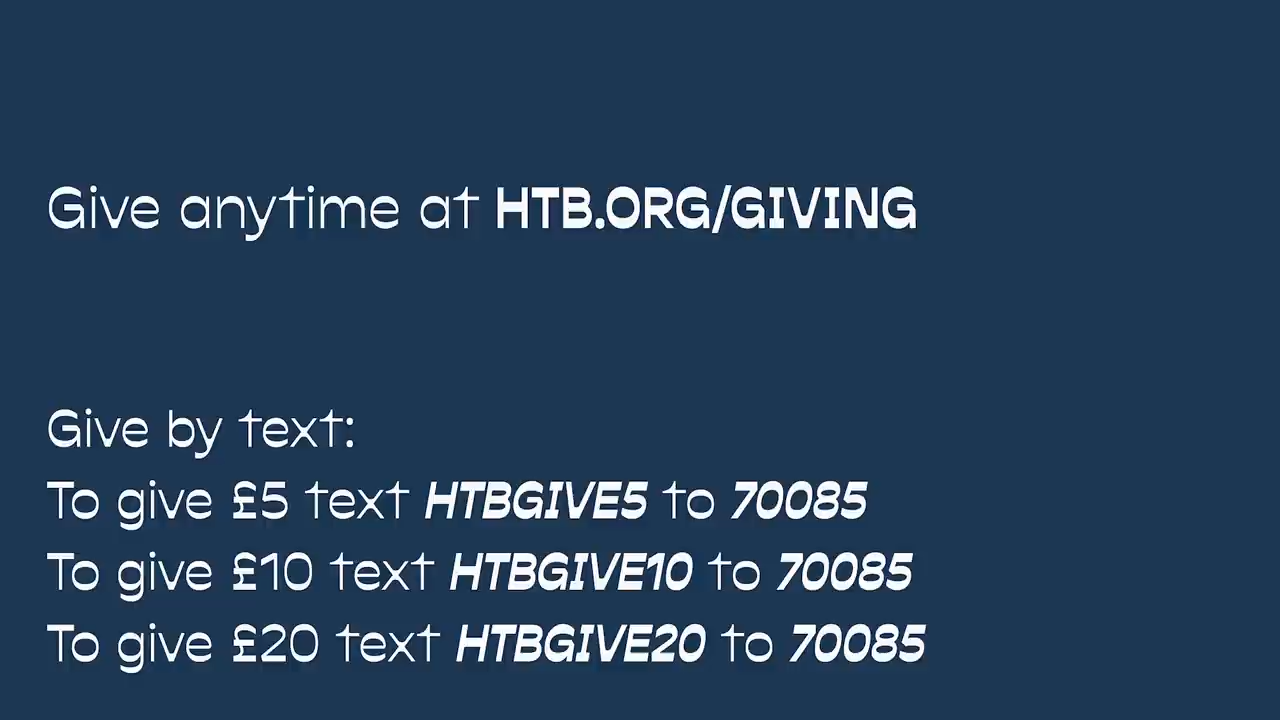 Give anytime at HTB.ORG/GIVING
Give by text:
To give £5 text HTBGIVE5 to 70085
To give £10 text HTBGIVE10 to 70085
To give £20 text HTBGIVE20 to 70085